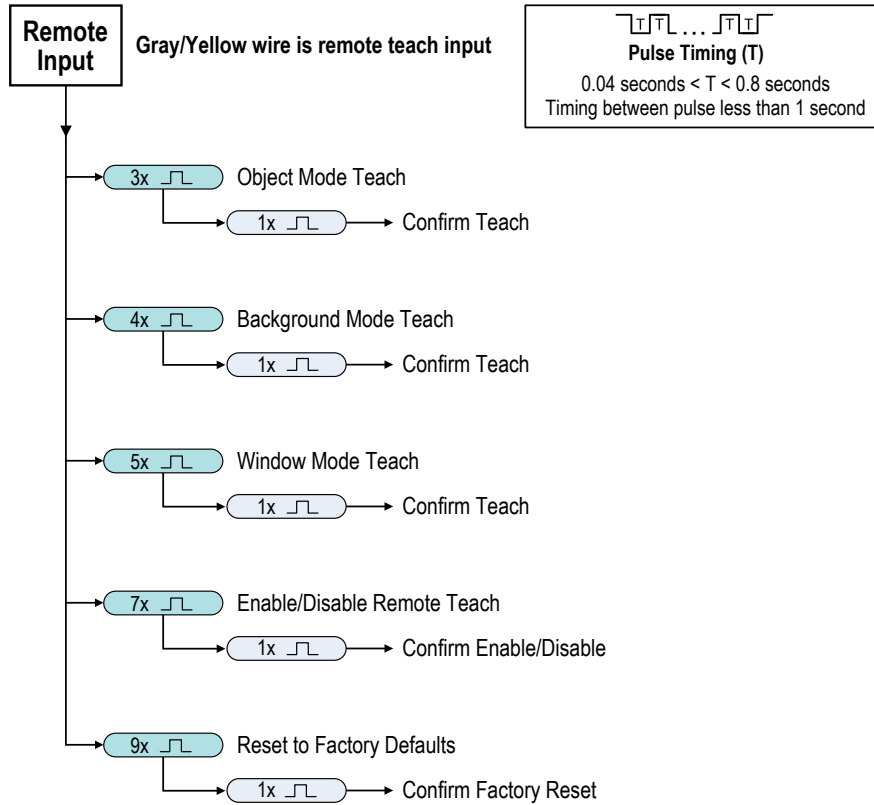 Remote
Input
Gray/Yellow wire is remote teach input
T T ... T T
Pulse Timing (T)
0.04 seconds < T < 0.8 seconds
Timing between pulse less than 1 second
3x Object Mode Teach
1x Confirm Teach
4x Background Mode Teach
1x Confirm Teach
5x Window Mode Teach
1x Confirm Teach
7x Enable/Disable Remote Teach
1x Confirm Enable/Disable
9x Reset to Factory Defaults
1x Confirm Factory Reset